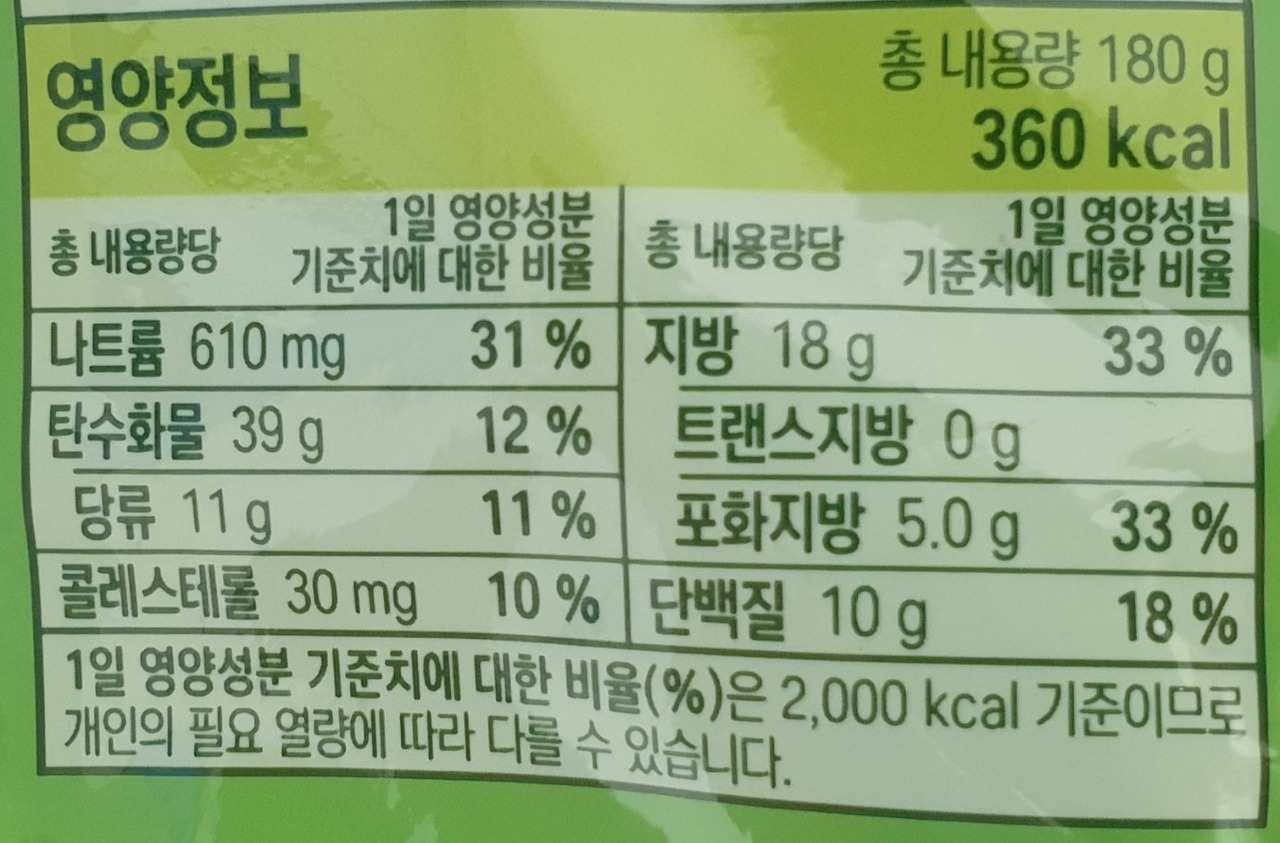 영양정보
총 내용량 180 g
360 kcal
총 내용량당
1일 영양성분
기준치에 대한 비율
나트륨 610 mg 31 %
탄수화물 39 g 12 %
당류 11 g 11 %
콜레스테롤 30 mg 10 %
총 내용량당
1일 영양성분
기준치에 대한 비율
지방 18 g 33 %
트랜스지방 0 g
포화지방 5.0 g 33 %
단백질 10 g 18 %
1일 영양성분 기준치에 대한 비율(%)은 2,000 kcal 기준이므로
개인의 필요 열량에 따라 다를 수 있습니다.